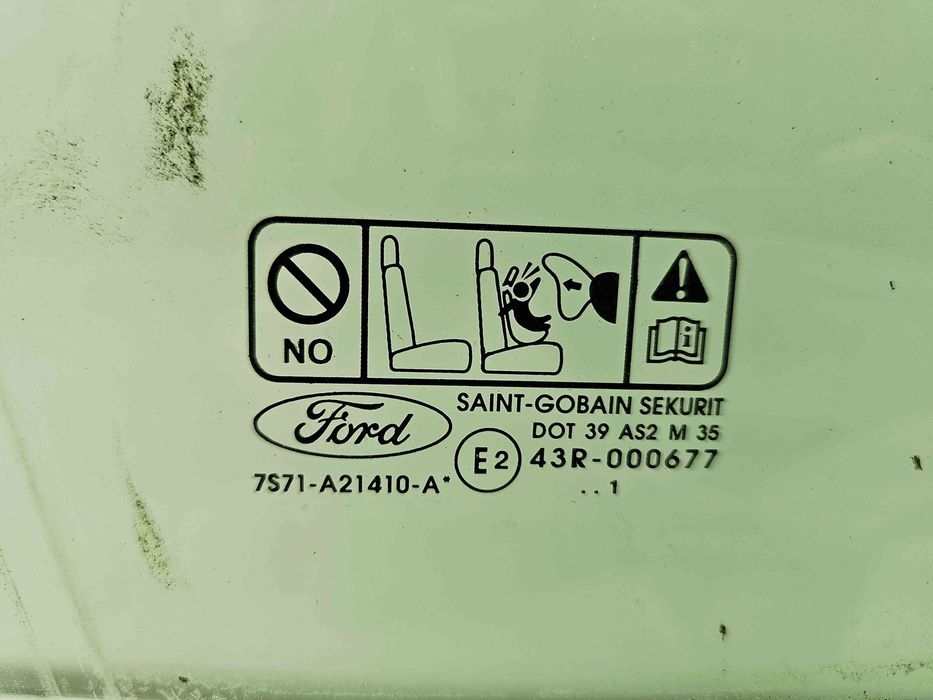 NO
i
Ford
SAINT-GOBAIN SEKURIT
DOT 39 AS2 M 35
E2
43R-000677
7S71-A21410-A*
..1